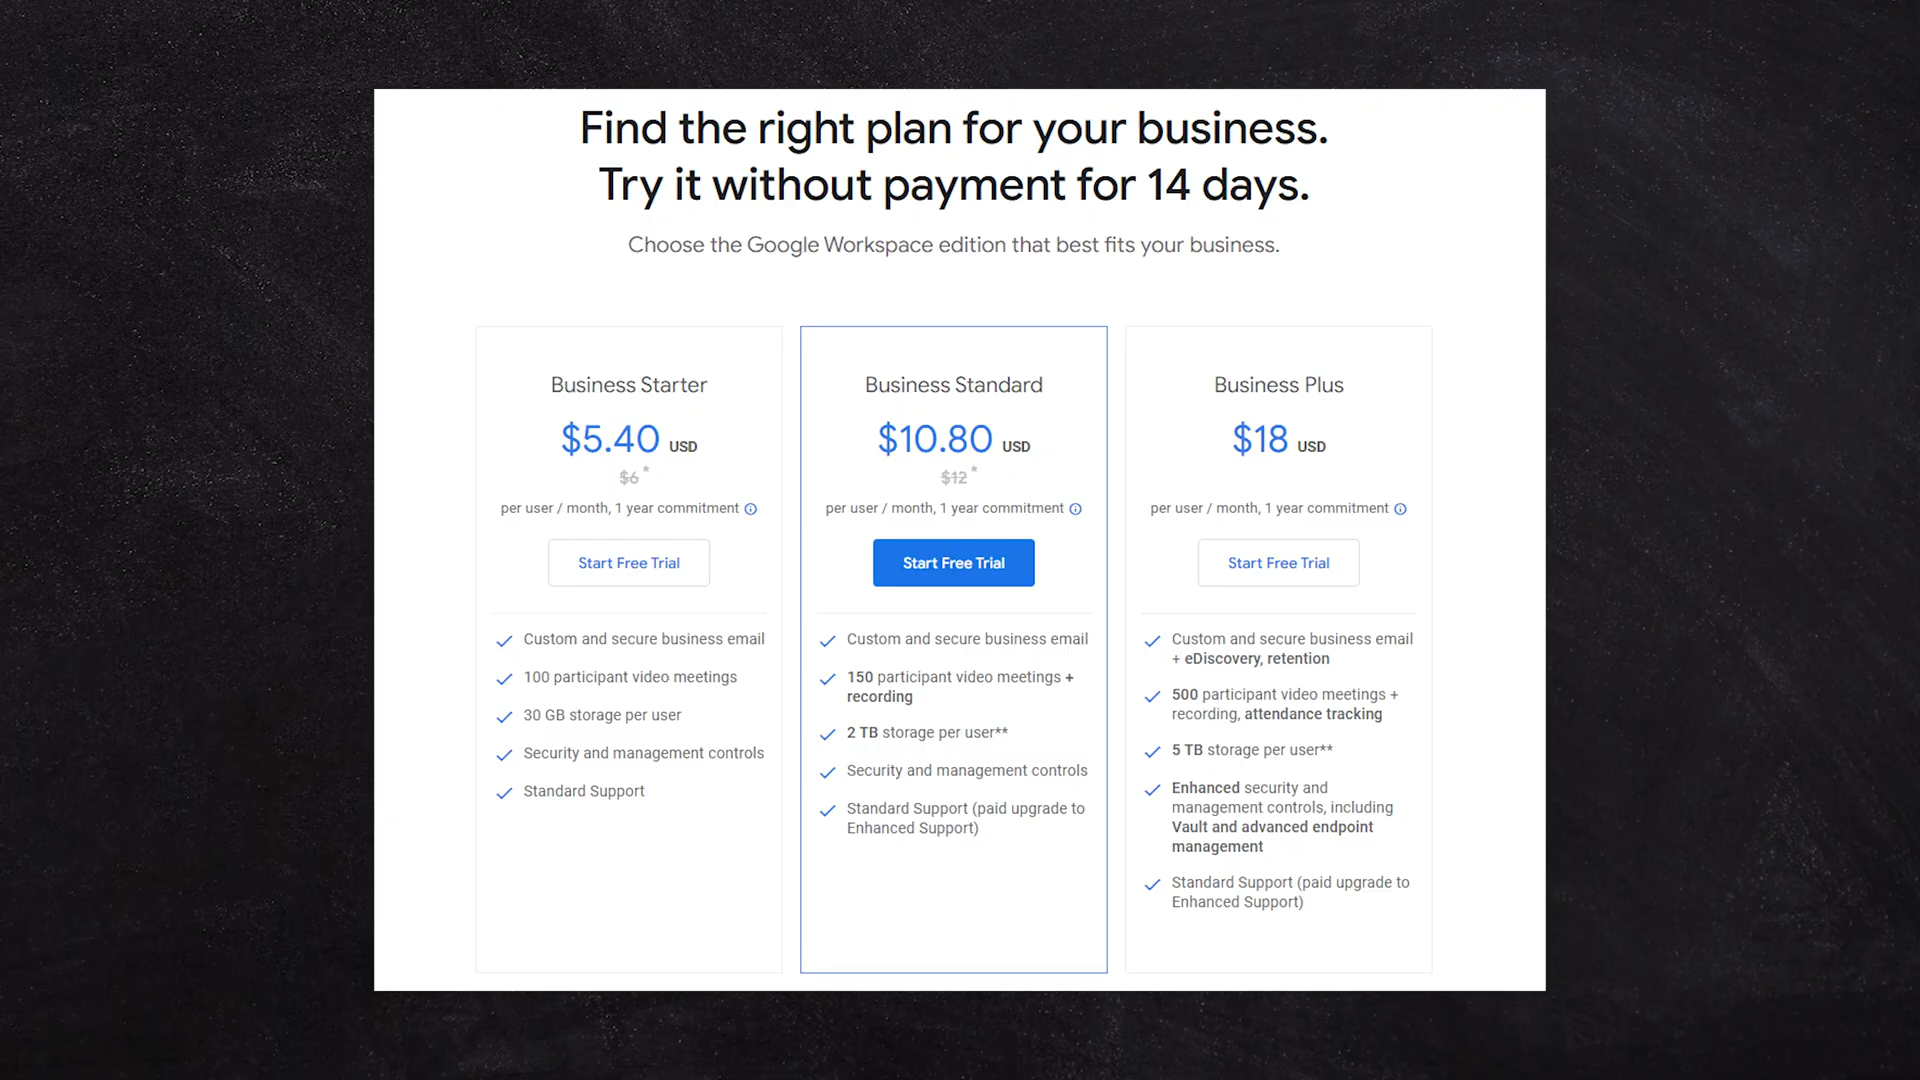 Find the right plan for your business.
Try it without payment for 14 days.
Choose the Google Workspace edition that best fits your business.
Business Starter
$5.40 USD
$6*
per user / month, 1 year commitment
Start Free Trial
Custom and secure business email
100 participant video meetings
30 GB storage per user
Security and management controls
Standard Support
Business Standard
$10.80 USD
$12*
per user / month, 1 year commitment
Start Free Trial
Custom and secure business email
150 participant video meetings +
recording
2 TB storage per user**
Security and management controls
Standard Support (paid upgrade to
Enhanced Support)
Business Plus
$18 USD
per user / month, 1 year commitment
Start Free Trial
Custom and secure business email
+ eDiscovery, retention
500 participant video meetings +
recording, attendance tracking
5 TB storage per user**
Enhanced security and
management controls, including
Vault and advanced endpoint
management
Standard Support (paid upgrade to
Enhanced Support)